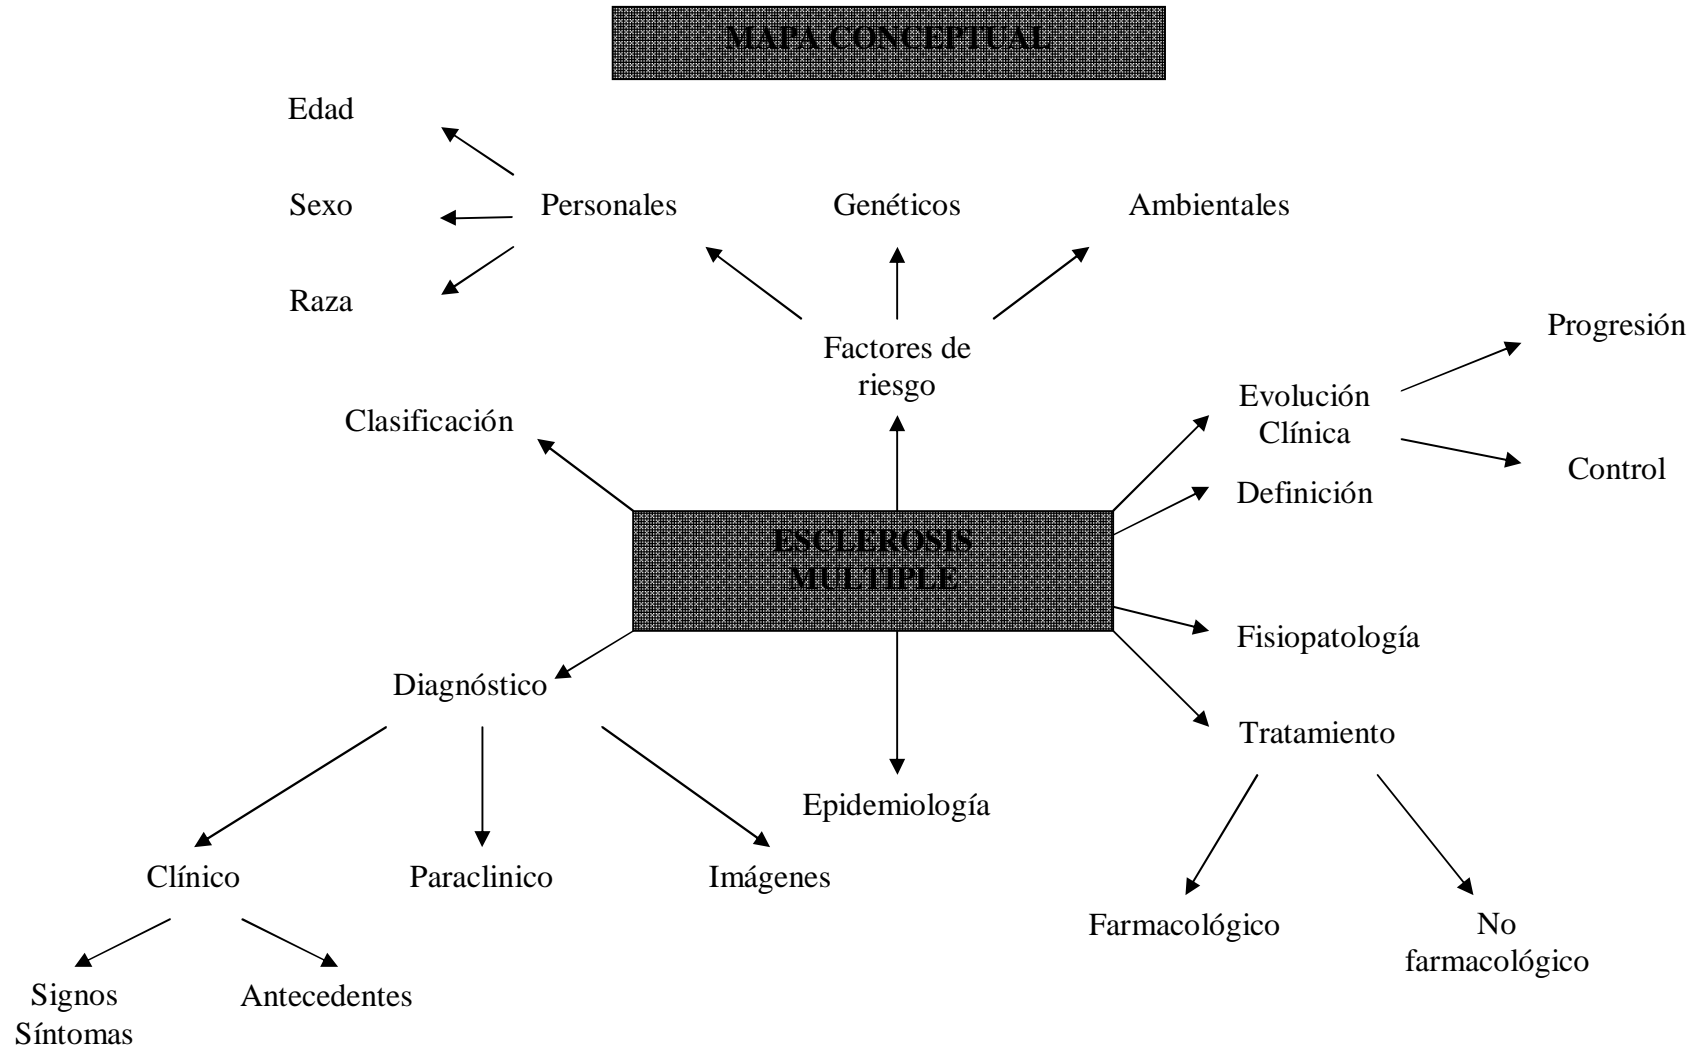 MAPA CONCEPTUAL
Edad
Sexo
Personales
Genéticos
Ambientales
Raza
Factores de
riesgo
Progresión
Evolución
Clínica
Clasificación
Control
Definición
ESCLEROSIS
MULTIPLE
Fisiopatología
Diagnóstico
Tratamiento
Epidemiología
Clínico
Paraclinico
Imágenes
Farmacológico
No
farmacológico
Signos
Síntomas
Antecedentes